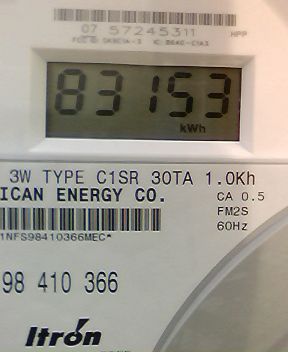 07 57245311 HPP
83153
kWh
3W TYPE C1SR 30TA 1.0Kh
ICAN ENERGY CO.
CA 0.5
FM2S
60Hz
1NFS98410366MEC*
98 410 366
Itron